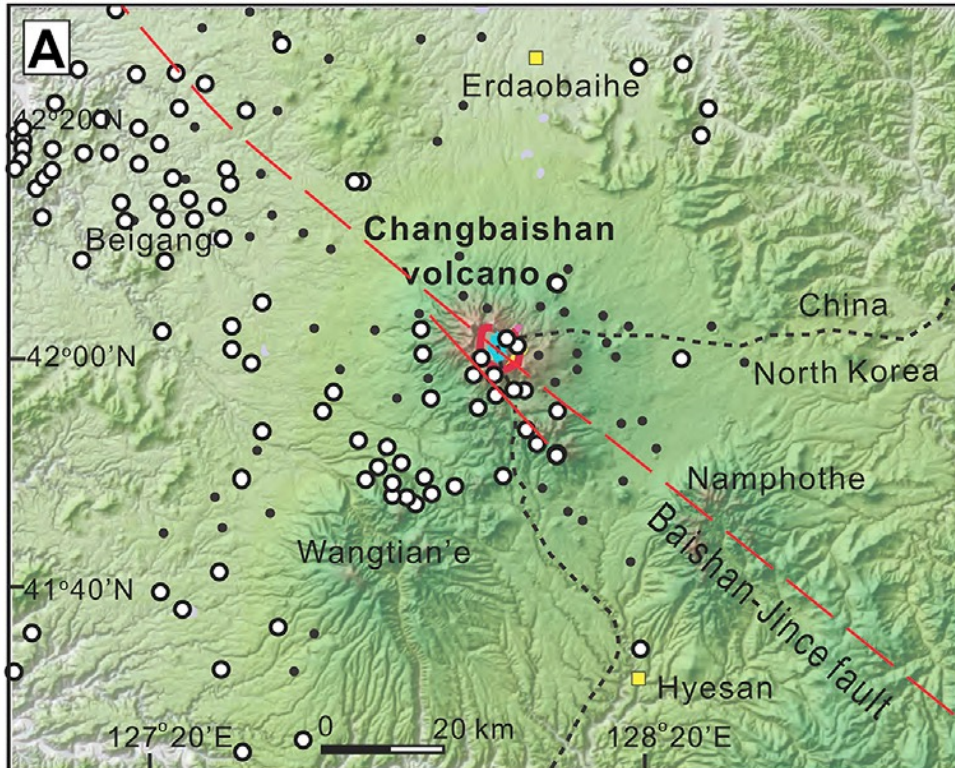 A
Erdaobaihe
42°20'N
Changbaishan
volcano
Beigang
China
42°00'N
North Korea
Namphothe
Baishan-Jince fault
Wangtian'e
41°40'N
Hyesan
0 20 km
127°20'E
128°20'E